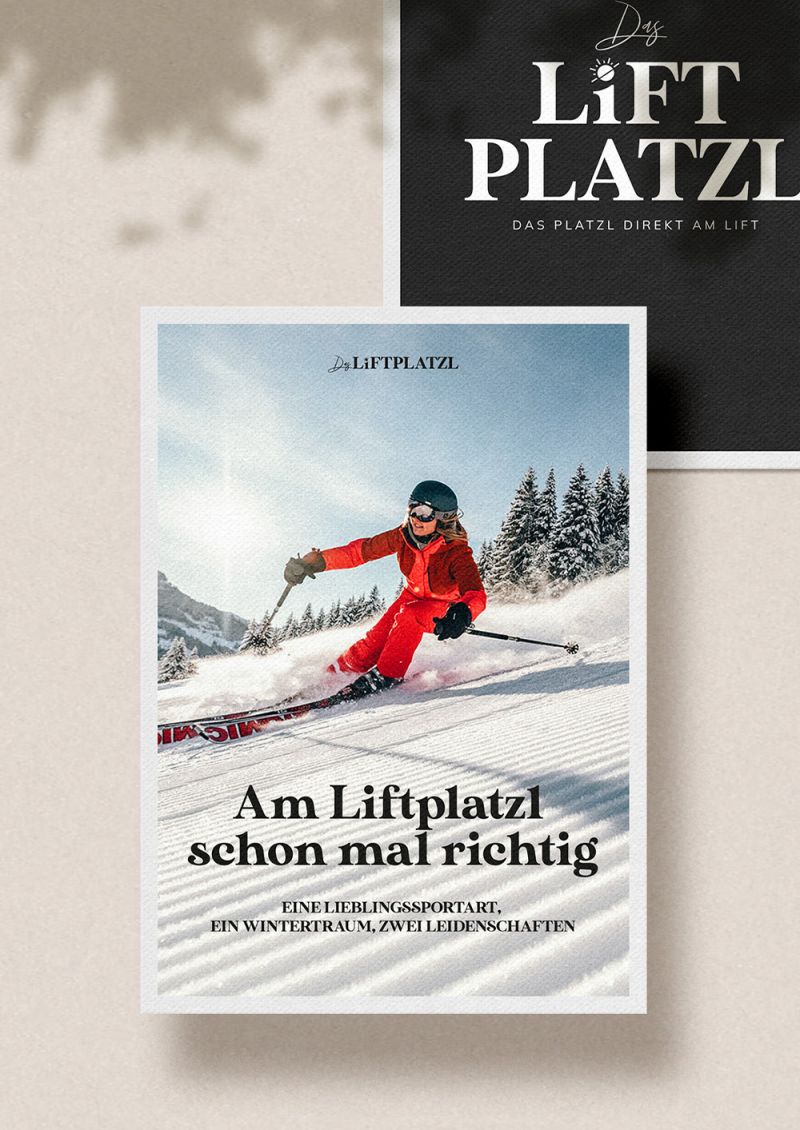 Das
LiFT
PLATZL
DAS PLATZL DIREKT AM LIFT
Das LiFTPLATZL
ATOMIC
Am Liftplatzl
schon mal richtig
EINE LIEBLINGSSPORTART,
EIN WINTERTRAUM, ZWEI LEIDENSCHAFTEN